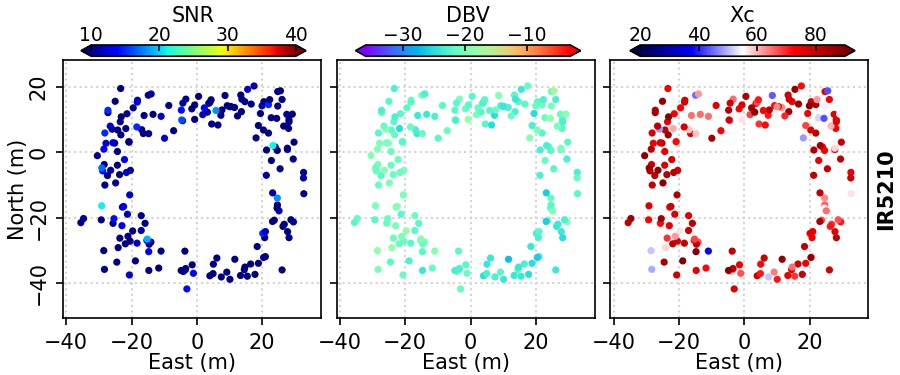 SNR DBV Xc
10 20 30 40 −30 −20 −10 20 40 60 80
20
0
−20
−40
North (m)
IR5210
−40 −20 0 20 −40 −20 0 20 −40 −20 0 20
East (m) East (m) East (m)